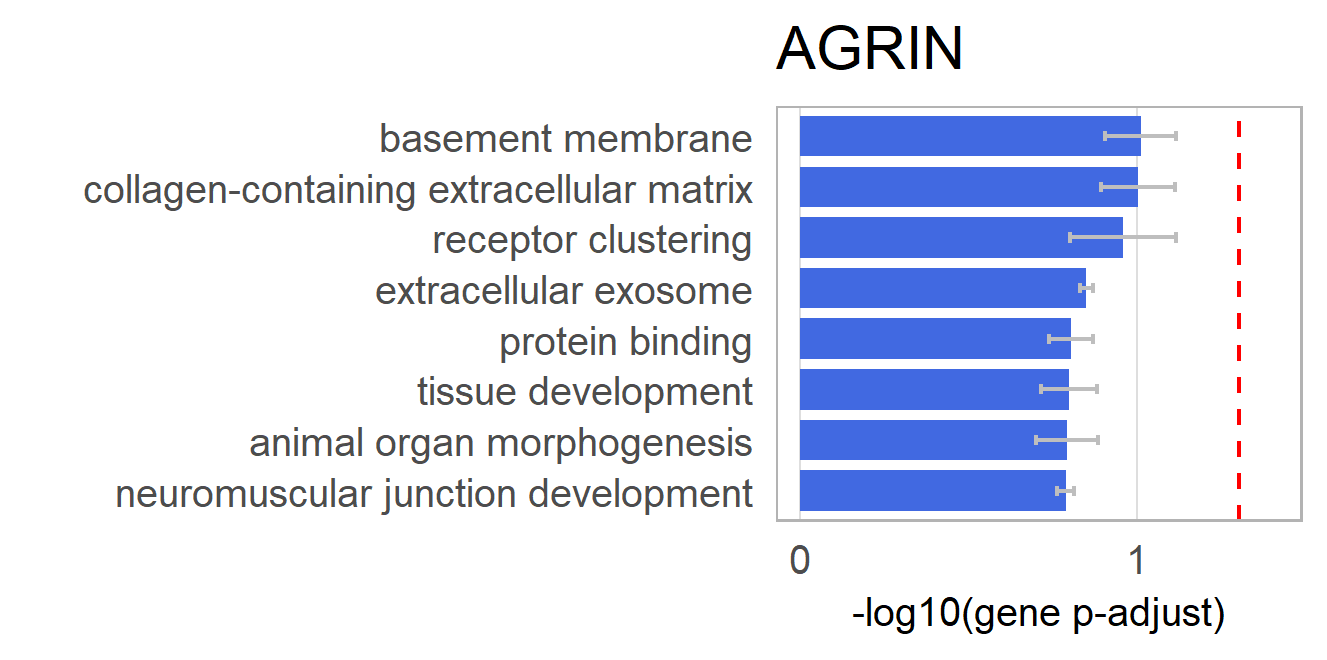 AGRIN
basement membrane
collagen-containing extracellular matrix
receptor clustering
extracellular exosome
protein binding
tissue development
animal organ morphogenesis
neuromuscular junction development
0 1
-log10(gene p-adjust)